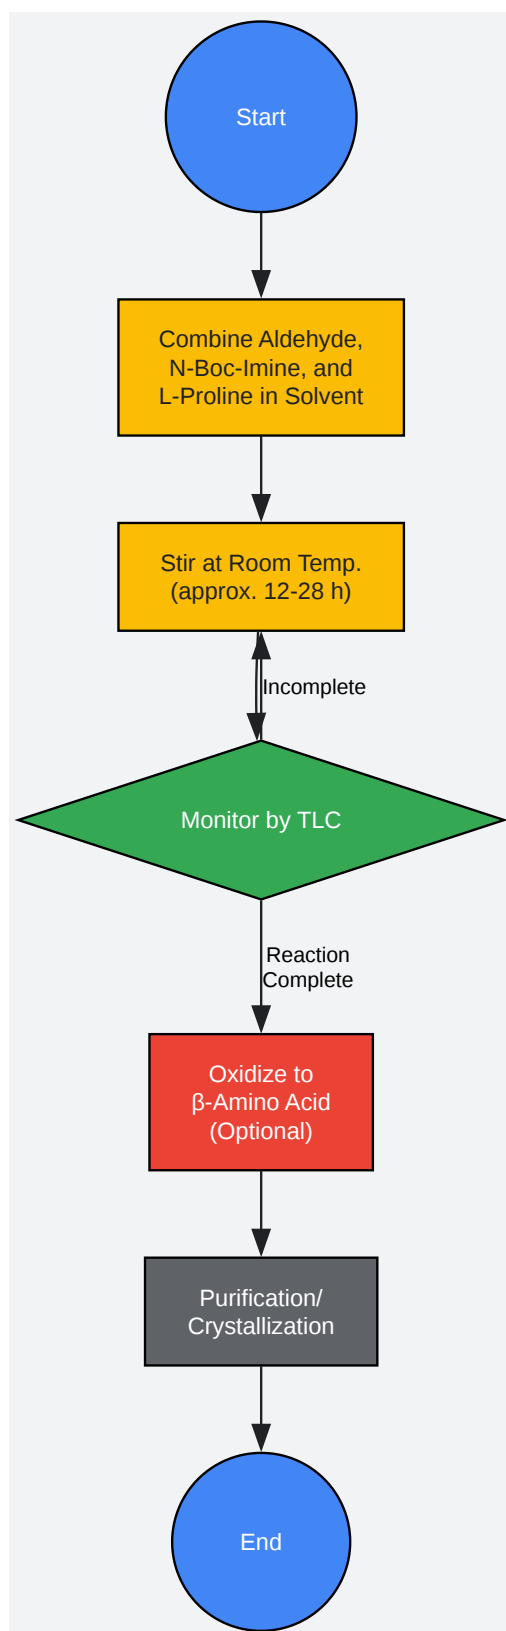 Start
Combine Aldehyde,
N-Boc-Imine, and
L-Proline in Solvent
Stir at Room Temp.
(approx. 12-28 h)
Incomplete
Monitor by TLC
Reaction
Complete
Oxidize to
β-Amino Acid
(Optional)
Purification/
Crystallization
End